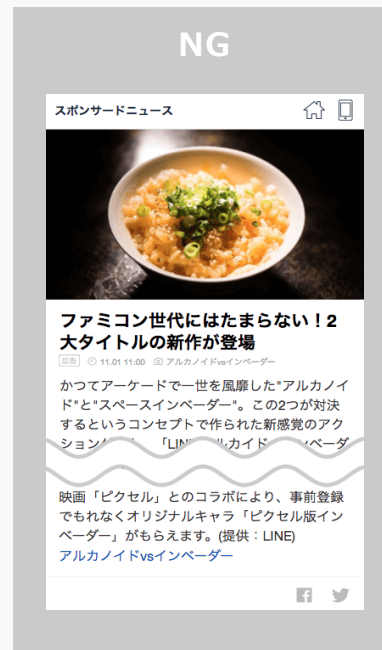 NG
スポンサードニュース
ファミコン世代にはたまらない！2
大タイトルの新作が登場
広告 11.01 11:00 アルカノイドvsインベーダー
かつてアーケードで一世を風靡した"アルカノイ
ド"と"スペースインベーダー"。この2つが対決
するというコンセプトで作られた新感覚のアク
ション
映画「ピクセル」とのコラボにより、事前登録
でもれなくオリジナルキャラ「ピクセル版イン
ベーダー」がもらえます。(提供：LINE)
アルカノイドvsインベーダー